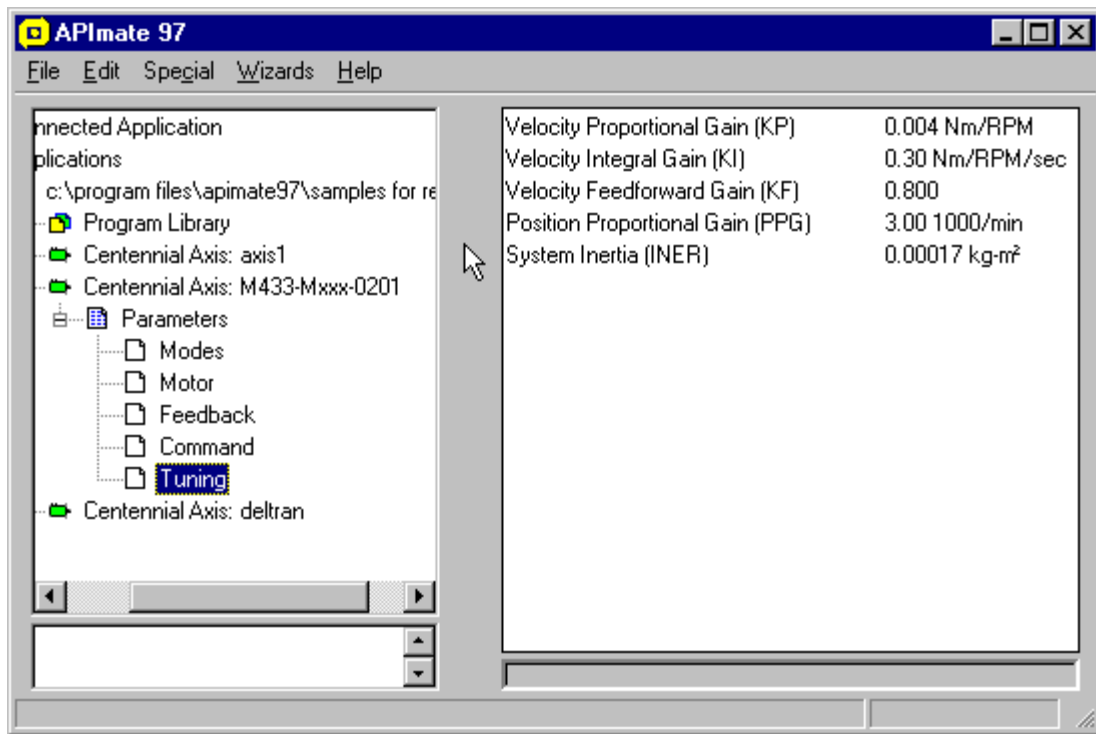 APImate 97
File Edit Special Wizards Help
nnected Application
plications
c:\program files\apimate97\samples for re
Program Library
Centennial Axis: axis1
Centennial Axis: M433-Mxxx-0201
Parameters
Modes
Motor
Feedback
Command
Tuning
Centennial Axis: deltran
Velocity Proportional Gain (KP) 0.004 Nm/RPM
Velocity Integral Gain (KI) 0.30 Nm/RPM/sec
Velocity Feedforward Gain (KF) 0.800
Position Proportional Gain (PPG) 3.00 1000/min
System Inertia (INER) 0.00017 kg-m²